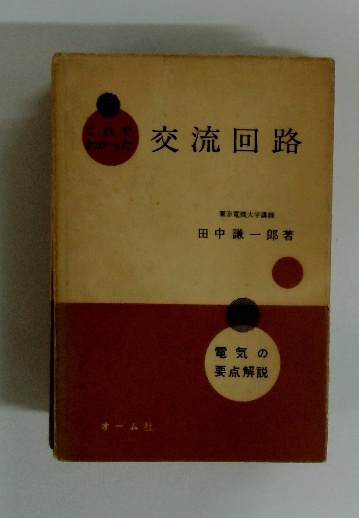 これで
わかった
交流回路
東京電機大学講師
田中謙一郎著
電気の
要点解説
オーム社